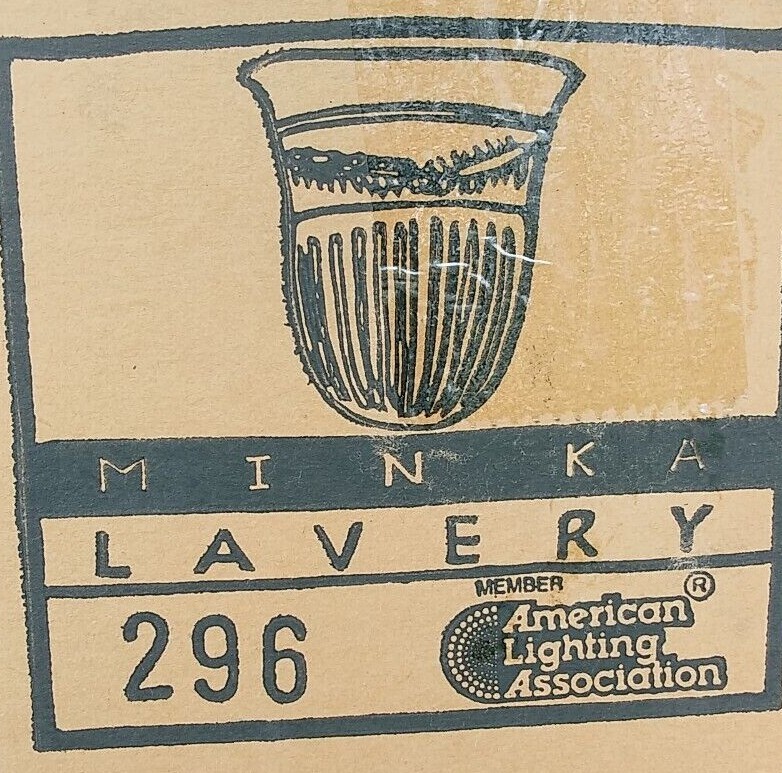 MINKA
LAVERY
296
MEMBER
American ®
Lighting
Association